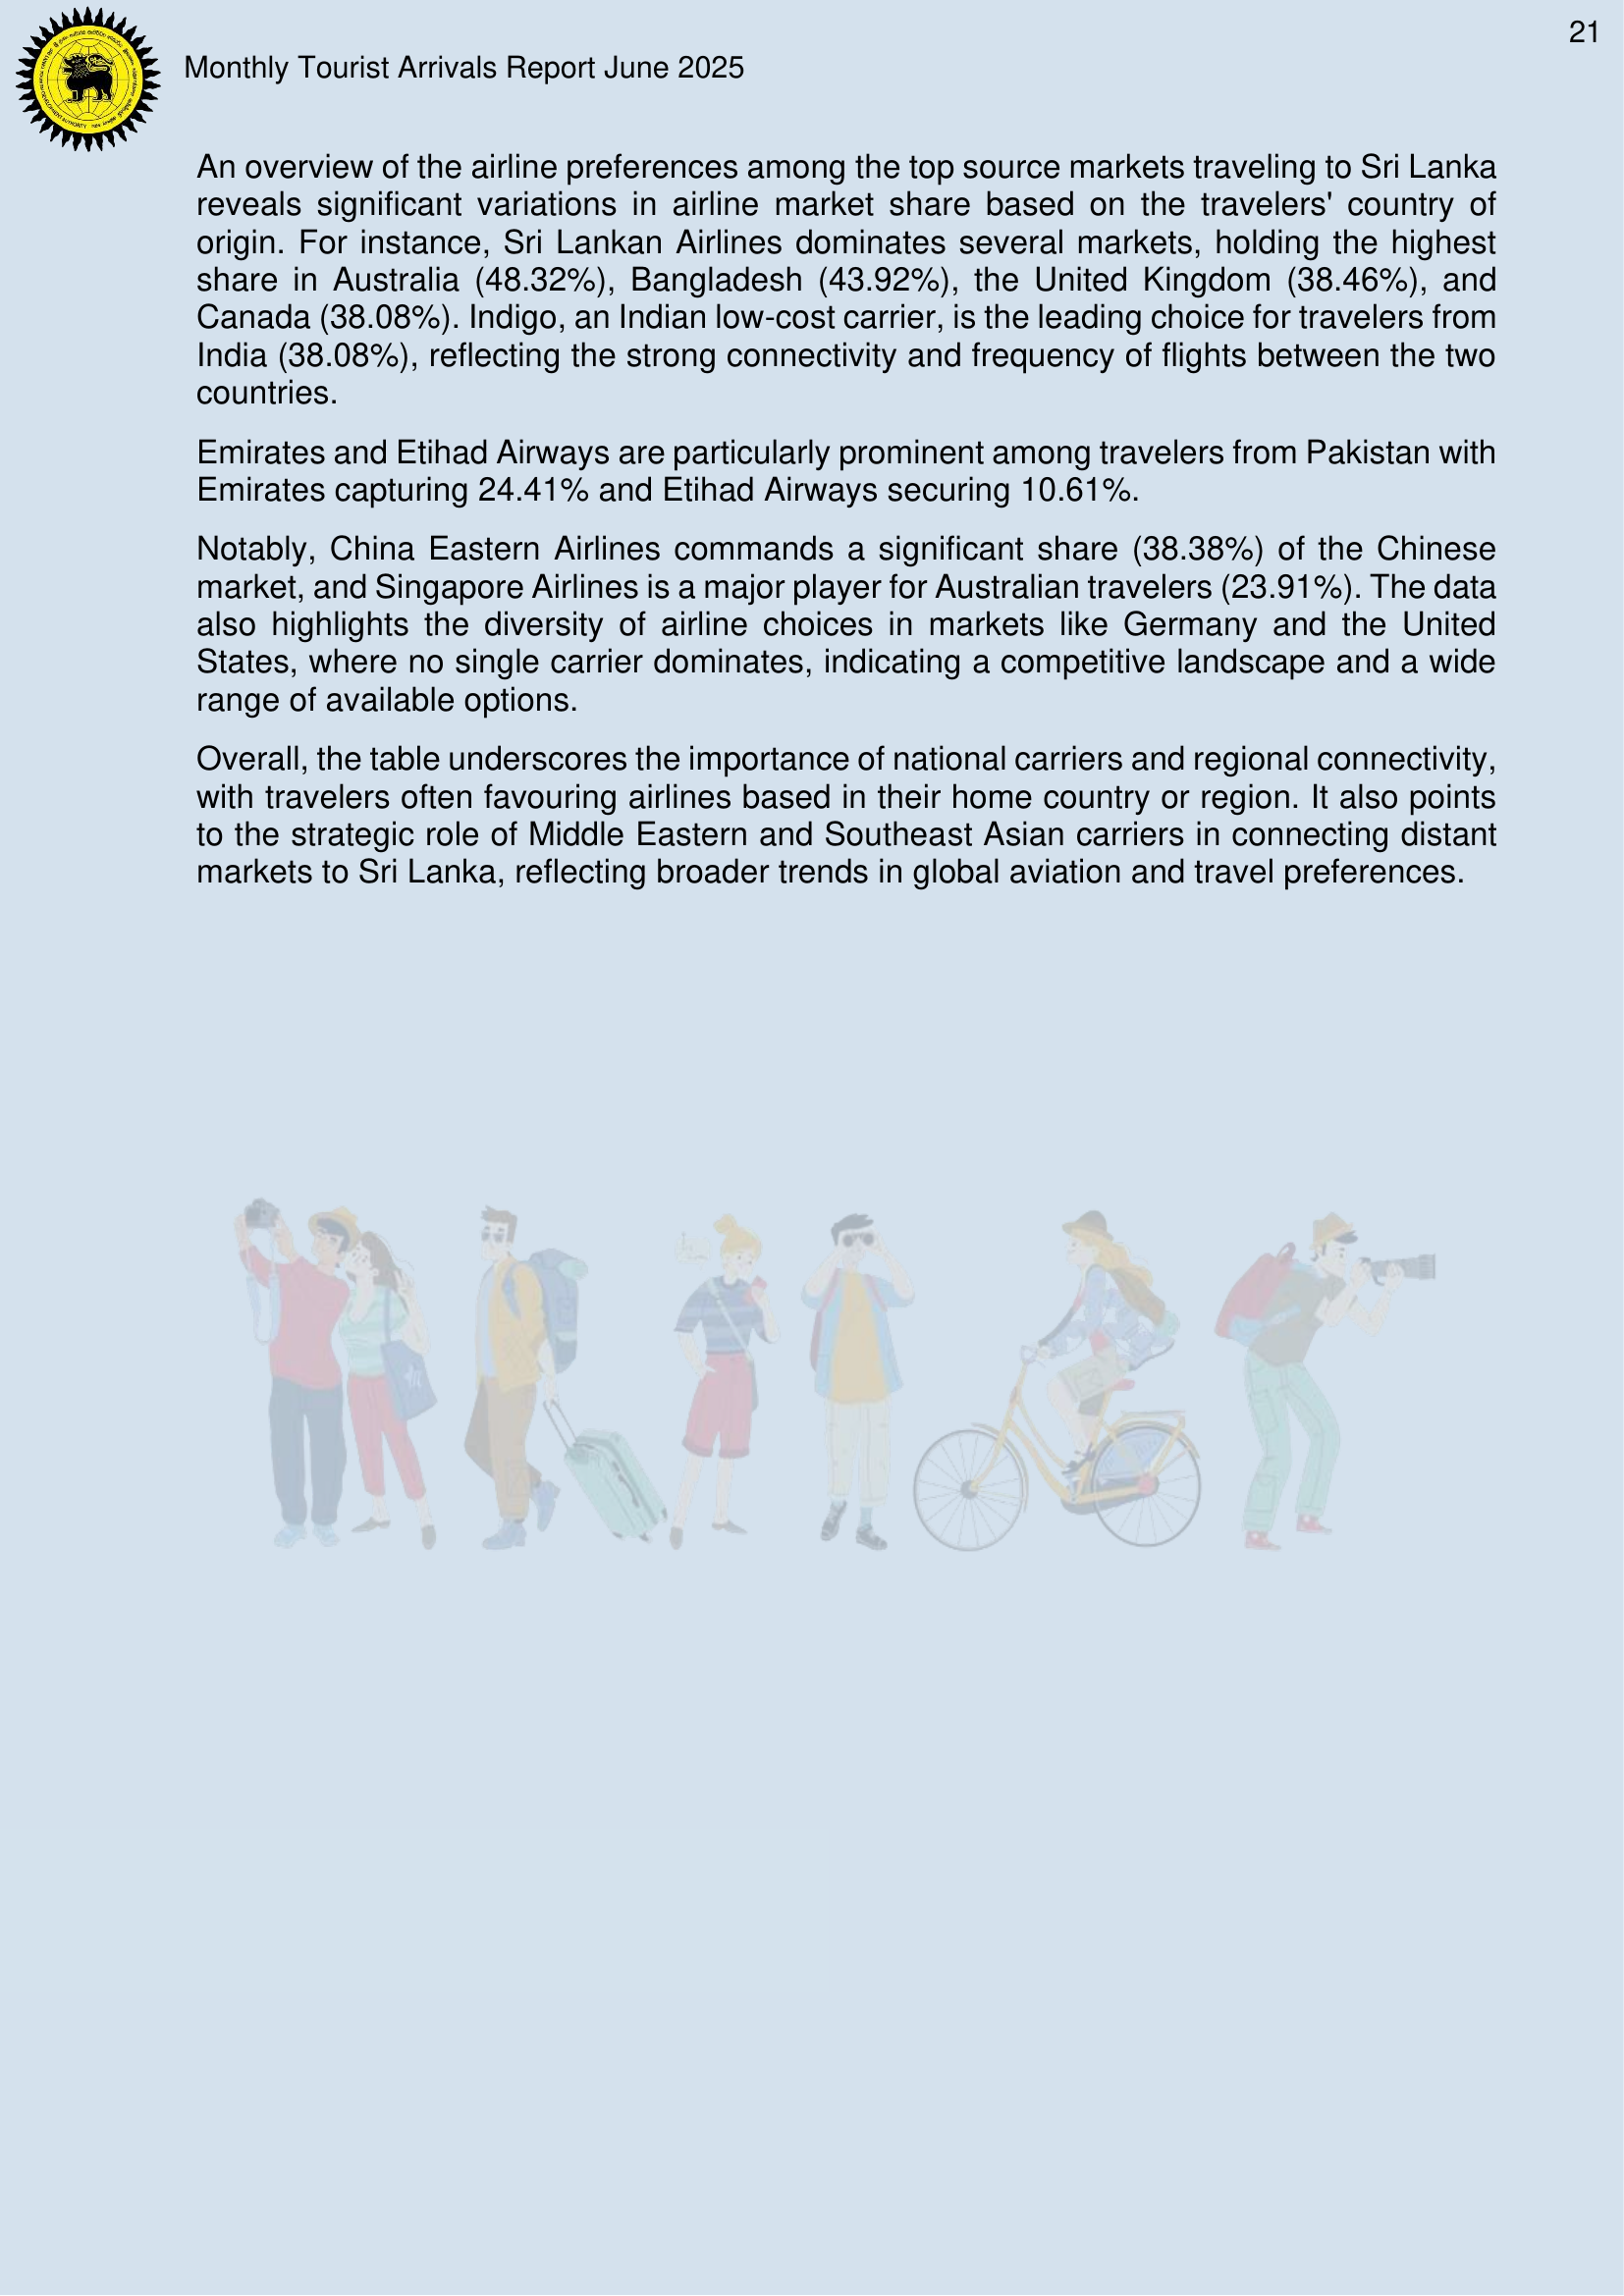 21
Monthly Tourist Arrivals Report June 2025
An overview of the airline preferences among the top source markets traveling to Sri Lanka
reveals significant variations in airline market share based on the travelers' country of
origin. For instance, Sri Lankan Airlines dominates several markets, holding the highest
share in Australia (48.32%), Bangladesh (43.92%), the United Kingdom (38.46%), and
Canada (38.08%). Indigo, an Indian low-cost carrier, is the leading choice for travelers from
India (38.08%), reflecting the strong connectivity and frequency of flights between the two
countries.
Emirates and Etihad Airways are particularly prominent among travelers from Pakistan with
Emirates capturing 24.41% and Etihad Airways securing 10.61%.
Notably, China Eastern Airlines commands a significant share (38.38%) of the Chinese
market, and Singapore Airlines is a major player for Australian travelers (23.91%). The data
also highlights the diversity of airline choices in markets like Germany and the United
States, where no single carrier dominates, indicating a competitive landscape and a wide
range of available options.
Overall, the table underscores the importance of national carriers and regional connectivity,
with travelers often favouring airlines based in their home country or region. It also points
to the strategic role of Middle Eastern and Southeast Asian carriers in connecting distant
markets to Sri Lanka, reflecting broader trends in global aviation and travel preferences.